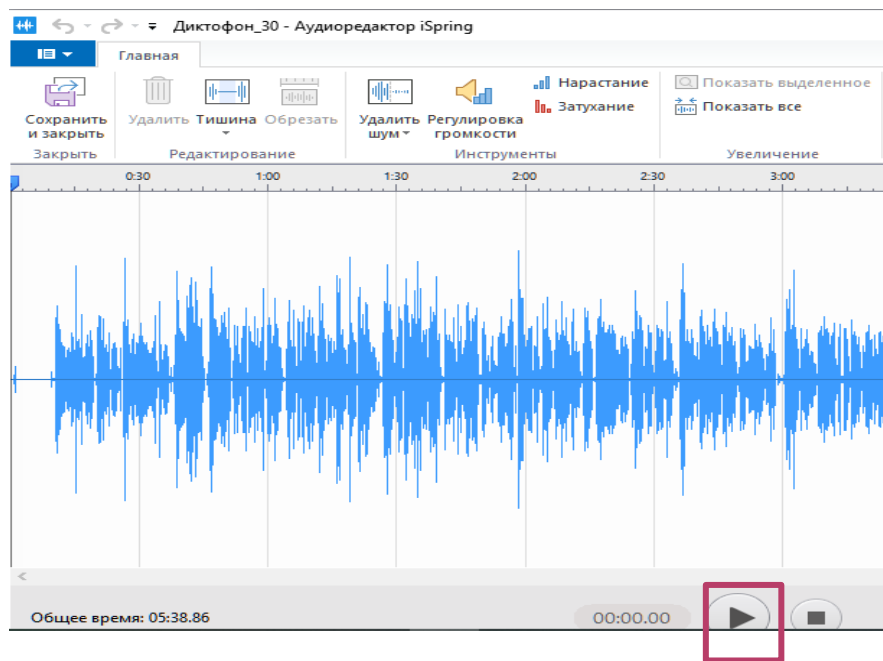 Диктофон_30 - Аудиоредактор iSpring
Главная
Сохранить и закрыть
Удалить
Тишина
Обрезать
Удалить шум
Регулировка громкости
Нарастание
Затухание
Показать выделенное
Показать все
Закрыть
Редактирование
Инструменты
Увеличение
0:30 1:00 1:30 2:00 2:30 3:00
Общее время: 05:38.86
00:00.00